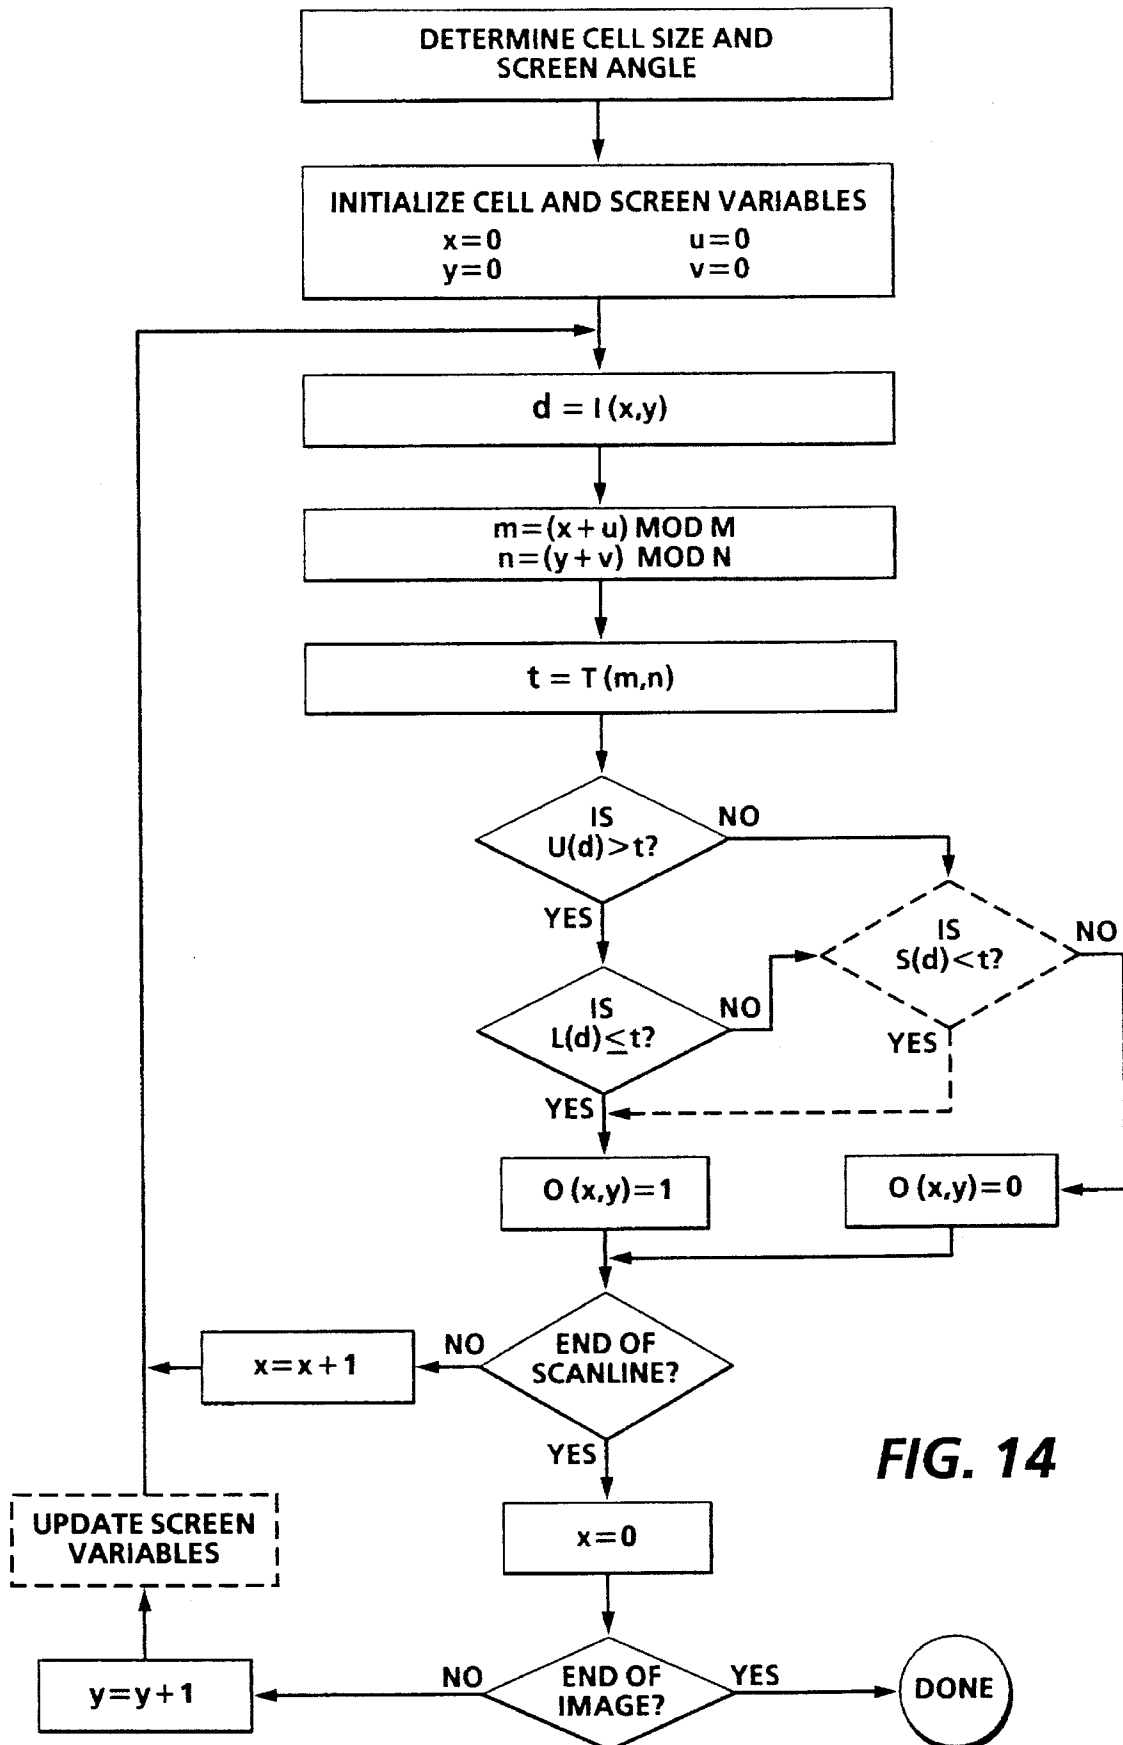 DETERMINE CELL SIZE AND
SCREEN ANGLE
INITIALIZE CELL AND SCREEN VARIABLES
x=0 u=0
y=0 v=0
d = I (x,y)
m=(x+u) MOD M
n=(y+v) MOD N
t = T (m,n)
IS
U(d)>t?
NO
YES
IS
S(d)<t?
NO
YES
IS
L(d)≤t?
NO
YES
O (x,y)=1
O (x,y)=0
END OF
SCANLINE?
NO
x=x+1
YES
FIG. 14
x=0
UPDATE SCREEN
VARIABLES
END OF
IMAGE?
NO
YES
y=y+1
DONE